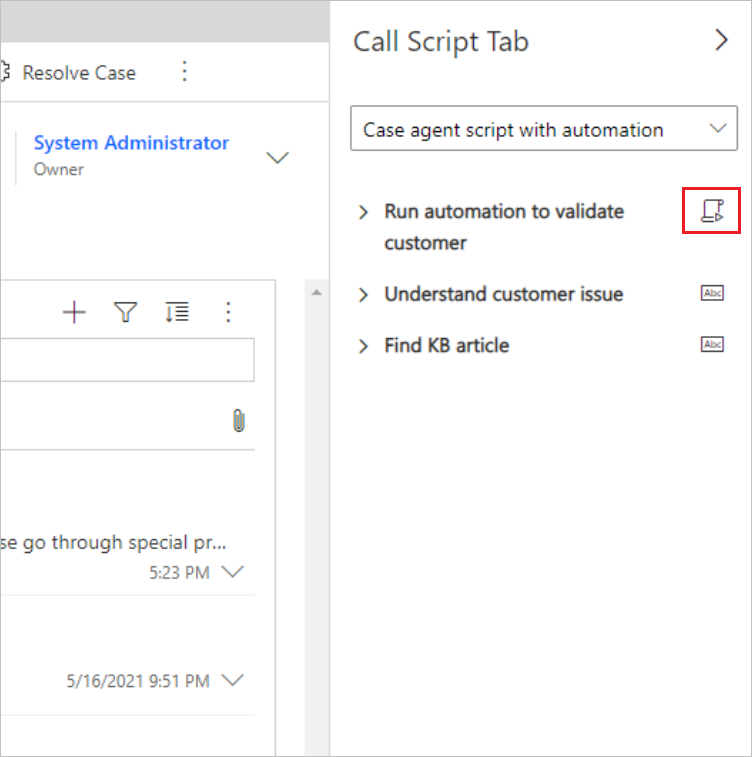 Resolve Case
System Administrator
Owner
se go through special pr...
5:23 PM
5/16/2021 9:51 PM
Call Script Tab
Case agent script with automation
Run automation to validate
customer
Understand customer issue
Abc
Find KB article
Abc